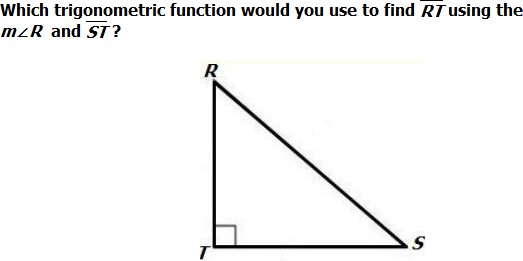 Which trigonometric function would you use to find RT using the
m∠R and ST?
R
T
S